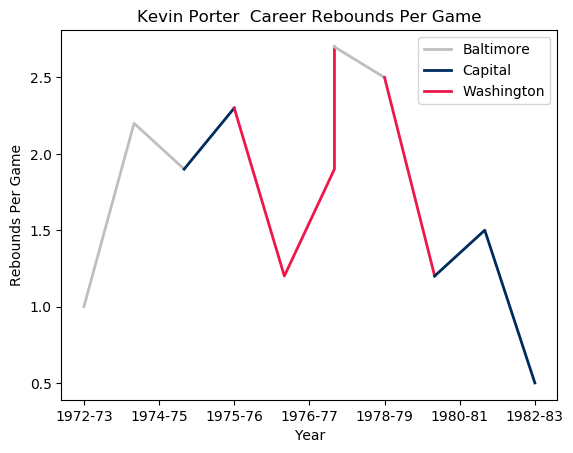 Kevin Porter  Career Rebounds Per Game
Baltimore
Capital
Washington
Rebounds Per Game
2.5
2.0
1.5
1.0
0.5
1972-73 1974-75 1975-76 1976-77 1978-79 1980-81 1982-83
Year